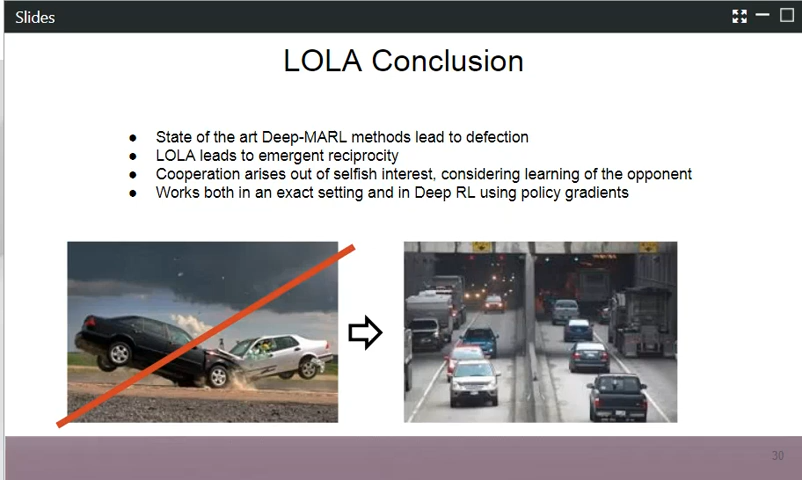 Slides
LOLA Conclusion
● State of the art Deep-MARL methods lead to defection
● LOLA leads to emergent reciprocity
● Cooperation arises out of selfish interest, considering learning of the opponent
● Works both in an exact setting and in Deep RL using policy gradients
30